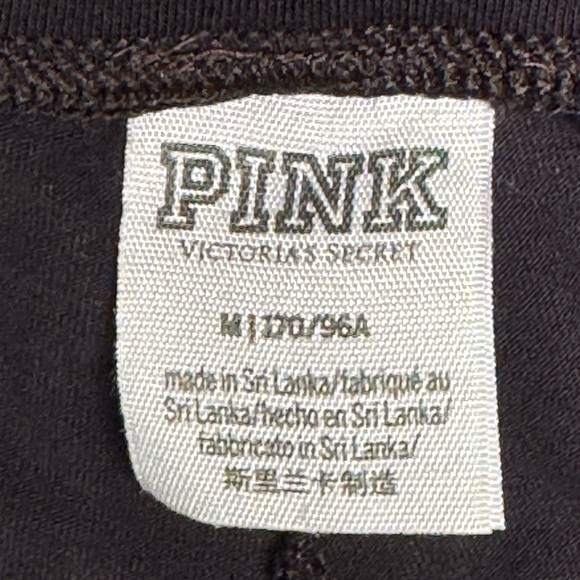 PINK
VICTORIA'S SECRET
M | 170/96A
made in Sri Lanka/fabriqué au
Sri Lanka/hecho en Sri Lanka/
fabbricato in Sri Lanka/
斯里兰卡制造